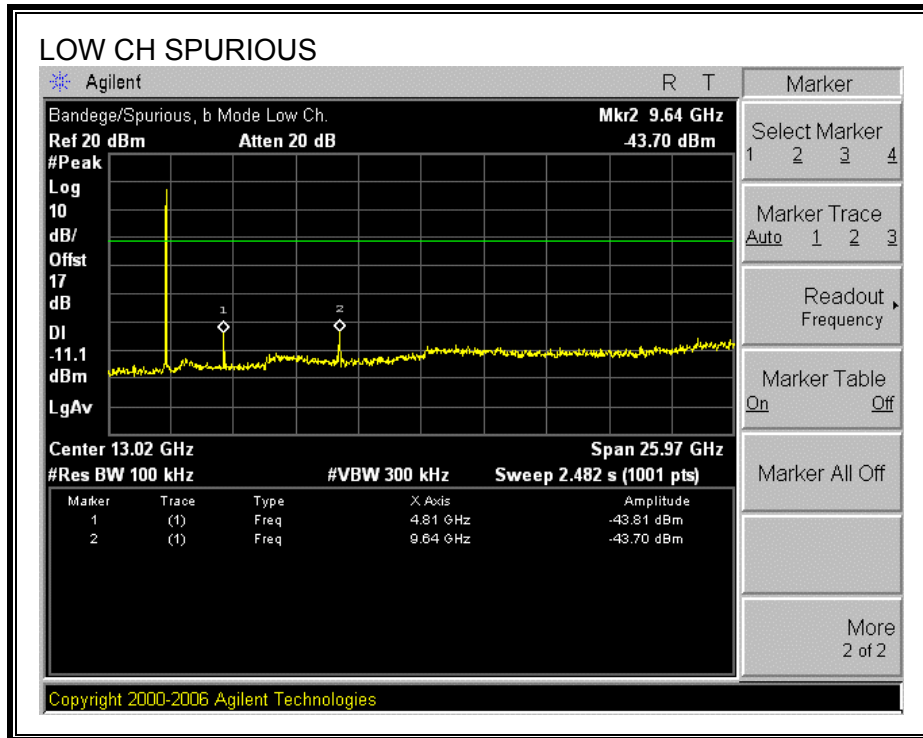 LOW CH SPURIOUS
Agilent R T
Bandege/Spurious, b Mode Low Ch. Mkr2 9.64 GHz
Ref 20 dBm Atten 20 dB -43.70 dBm
#Peak
Log
10
dB/
Offst
17
dB
DI
-11.1
dBm
LgAv
1
2
Center 13.02 GHz Span 25.97 GHz
#Res BW 100 kHz #VBW 300 kHz Sweep 2.482 s (1001 pts)
Marker Trace Type X Axis Amplitude
1 (1) Freq 4.81 GHz -43.81 dBm
2 (1) Freq 9.64 GHz -43.70 dBm
Copyright 2000-2006 Agilent Technologies
Marker
Select Marker
1 2 3 4
Marker Trace
Auto 1 2 3
Readout
Frequency
Marker Table
On Off
Marker All Off
More
2 of 2